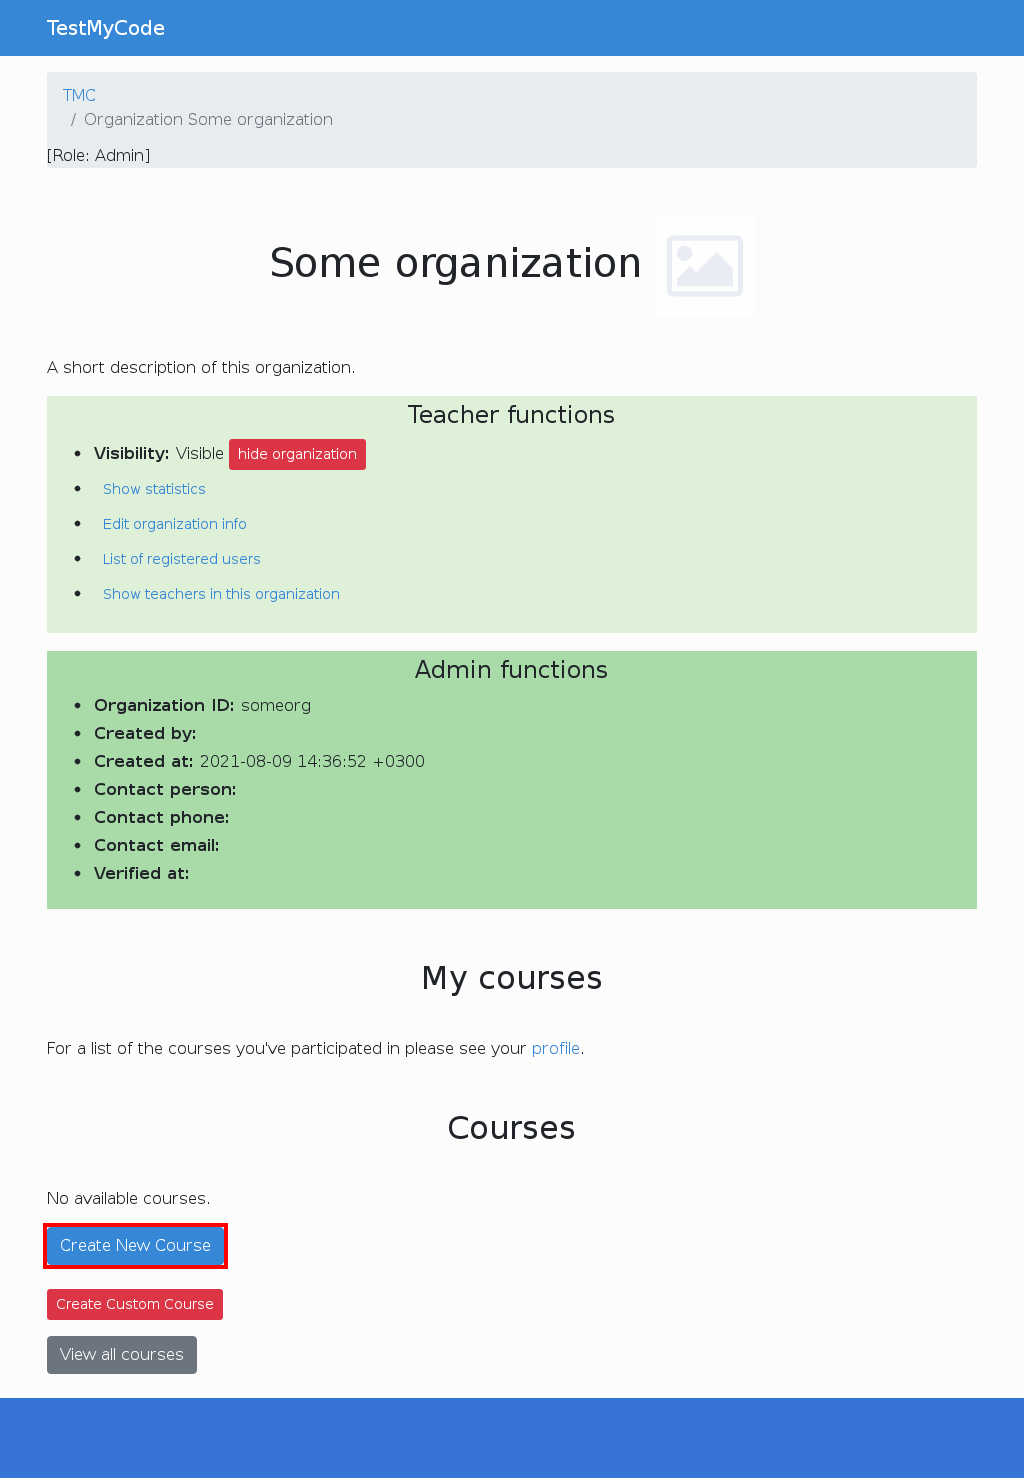 TestMyCode
TMC
/ Organization Some organization
[Role: Admin]
Some organization
A short description of this organization.
Teacher functions
• Visibility: Visible hide organization
• Show statistics
• Edit organization info
• List of registered users
• Show teachers in this organization
Admin functions
• Organization ID: someorg
• Created by:
• Created at: 2021-08-09 14:36:52 +0300
• Contact person:
• Contact phone:
• Contact email:
• Verified at:
My courses
For a list of the courses you've participated in please see your profile.
Courses
No available courses.
Create New Course
Create Custom Course
View all courses